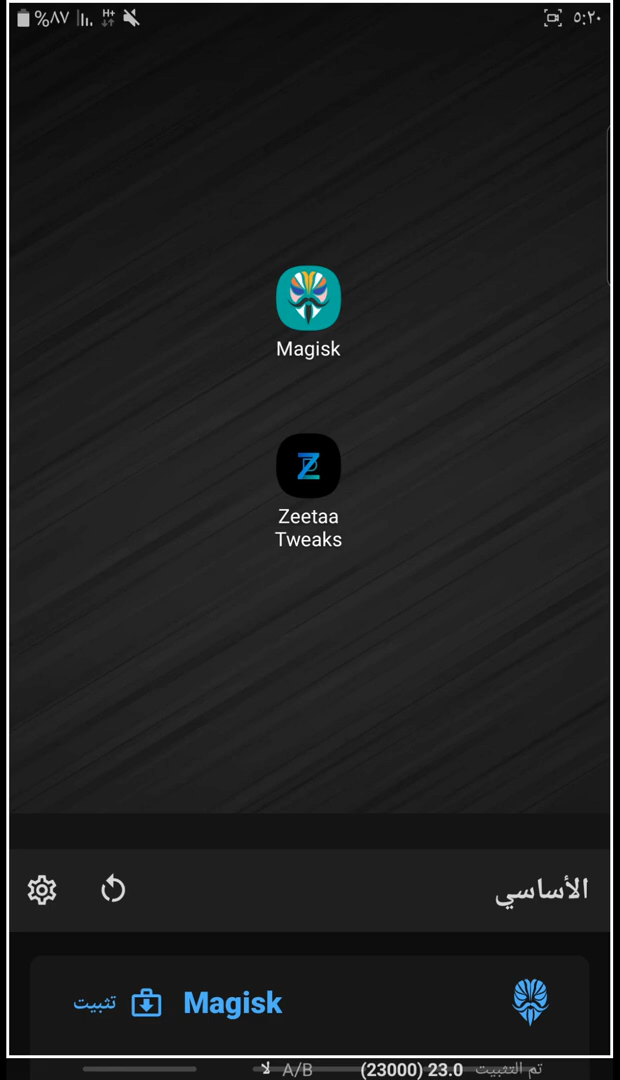 ٥:٢٠
%٨٧ H+
Magisk
Zeetaa
Tweaks
الأساسي
Magisk تثبيت
تم التثبيت 23.0 (23000)
A/B لا